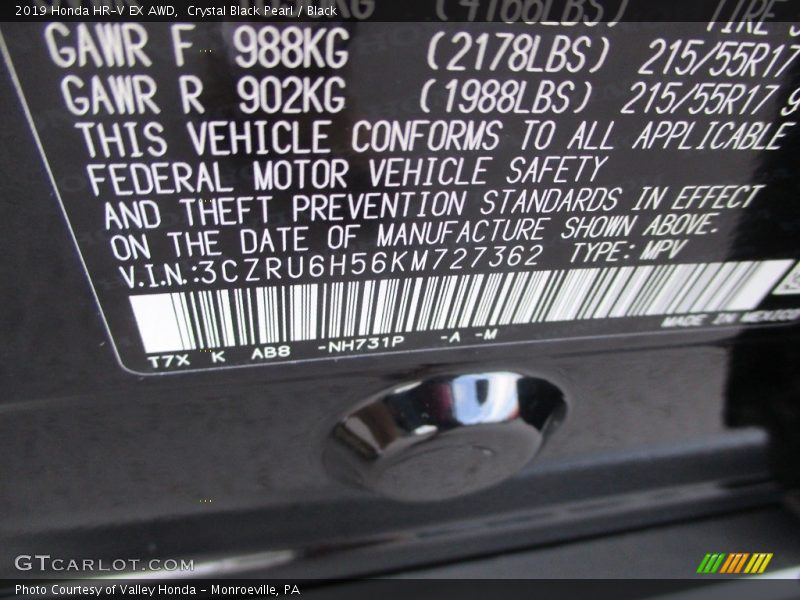 2019 Honda HR-V EX AWD,  Crystal Black Pearl / Black
(4166LBS)
GAWR F 988KG (2178LBS) 215/55R17
GAWR R 902KG (1988LBS) 215/55R17 9
THIS VEHICLE CONFORMS TO ALL APPLICABLE
FEDERAL MOTOR VEHICLE SAFETY
AND THEFT PREVENTION STANDARDS IN EFFECT
ON THE DATE OF MANUFACTURE SHOWN ABOVE.
V.I.N.:3CZRU6H56KM727362 TYPE: MPV
MADE IN MEXICO
T7X K AB8 -NH731P -A -M
GTCARLOT.COM
Photo Courtesy of Valley Honda - Monroeville, PA